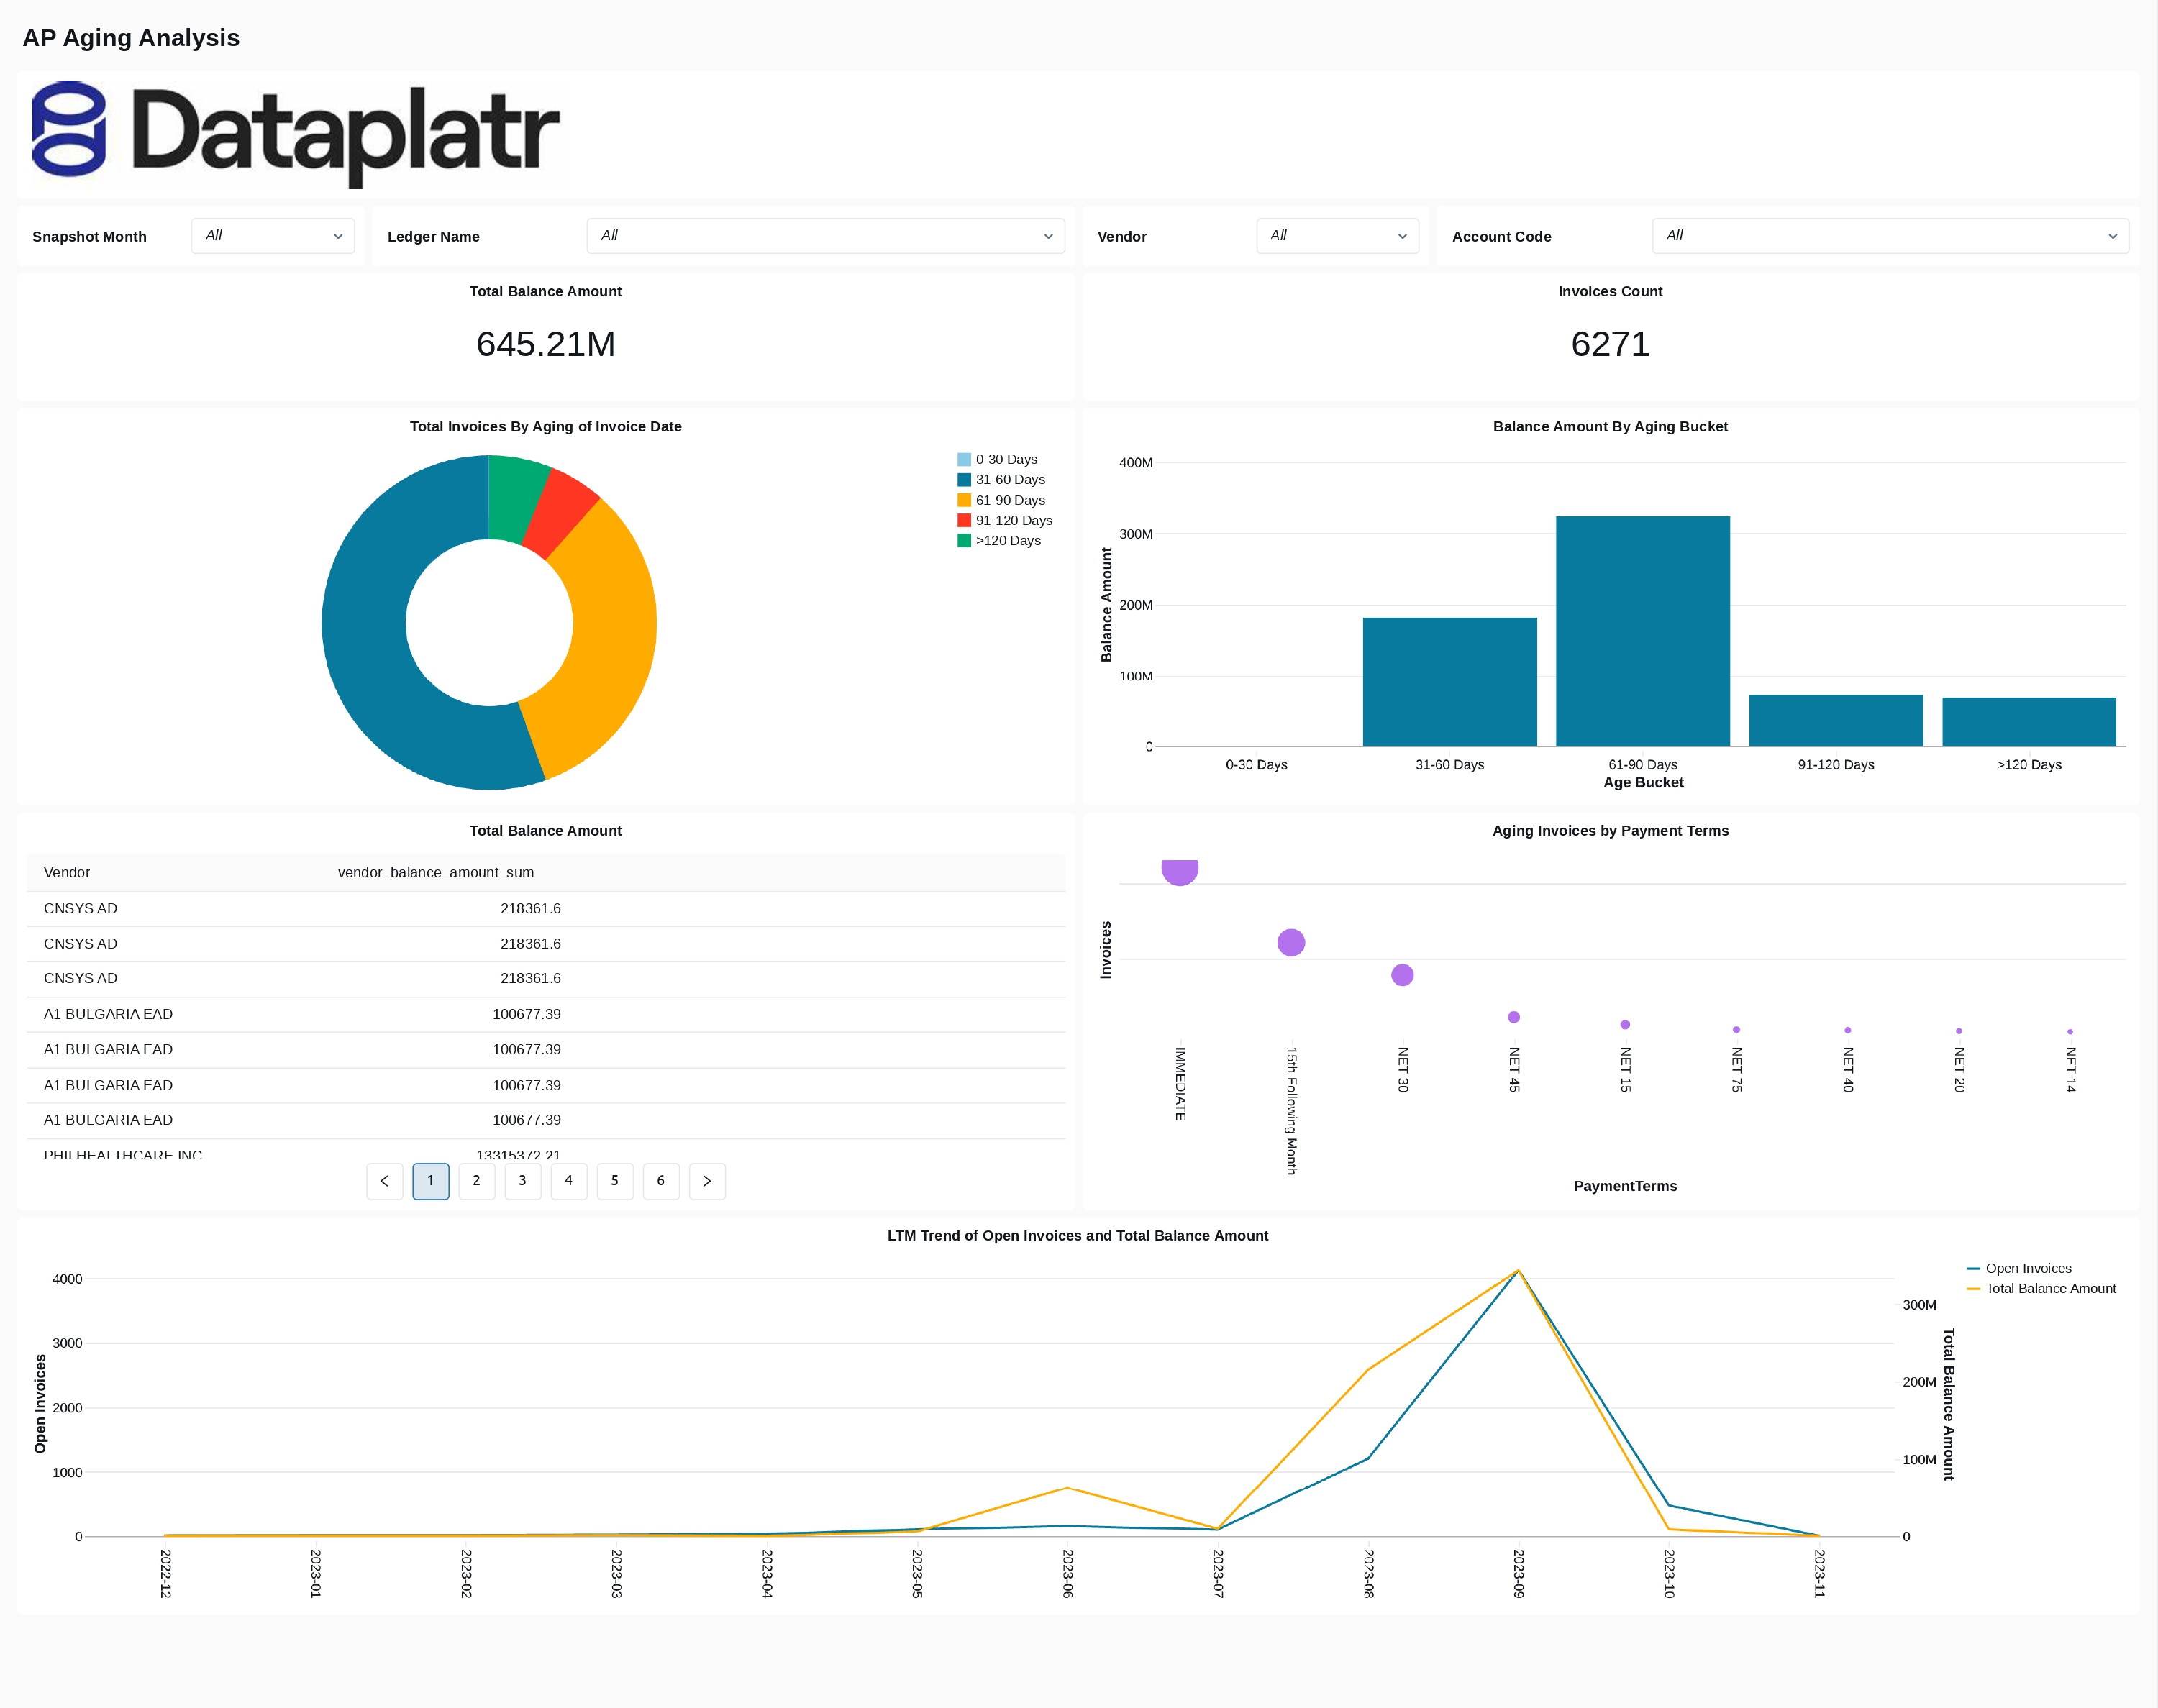 AP Aging Analysis
Dataplatr
Snapshot Month All Ledger Name All Vendor All Account Code All
Total Balance Amount
645.21M
Invoices Count
6271
Total Invoices By Aging of Invoice Date
0-30 Days
31-60 Days
61-90 Days
91-120 Days
>120 Days
Balance Amount By Aging Bucket
Balance Amount
400M
300M
200M
100M
0
0-30 Days 31-60 Days 61-90 Days 91-120 Days >120 Days
Age Bucket
Total Balance Amount
Vendor vendor_balance_amount_sum
CNSYS AD 218361.6
CNSYS AD 218361.6
CNSYS AD 218361.6
A1 BULGARIA EAD 100677.39
A1 BULGARIA EAD 100677.39
A1 BULGARIA EAD 100677.39
A1 BULGARIA EAD 100677.39
PHILHEALTHCARE INC 13315372.21
1 2 3 4 5 6
Aging Invoices by Payment Terms
Invoices
IMMEDIATE 15th Following Month NET 30 NET 45 NET 15 NET 75 NET 40 NET 20 NET 14
PaymentTerms
LTM Trend of Open Invoices and Total Balance Amount
Open Invoices
4000
3000
2000
1000
0
2022-12 2023-01 2023-02 2023-03 2023-04 2023-05 2023-06 2023-07 2023-08 2023-09 2023-10 2023-11
300M
200M
100M
0
Total Balance Amount
Open Invoices
Total Balance Amount